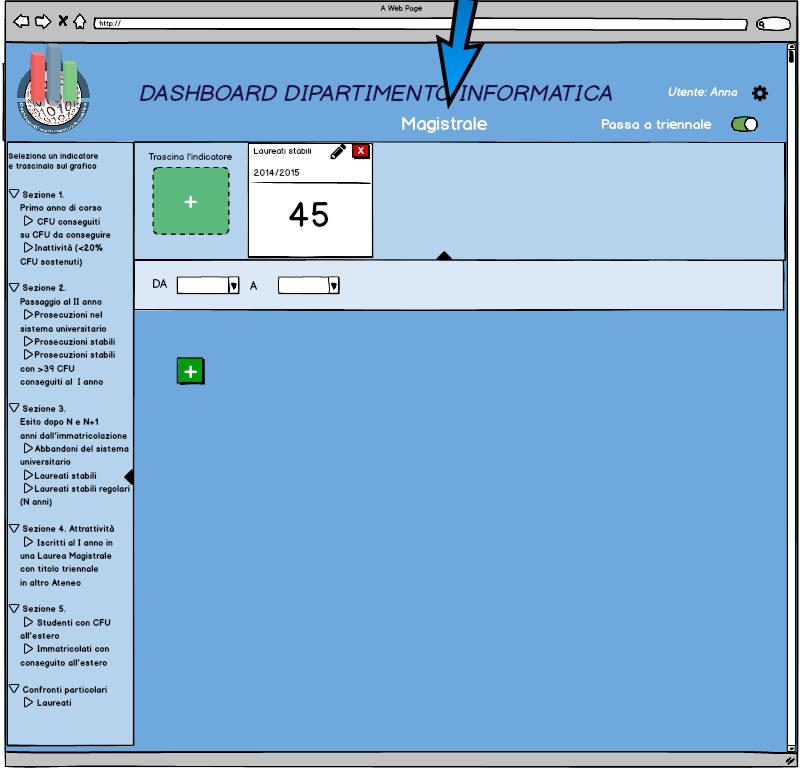 A Web Page
http://
DASHBOARD DIPARTIMENTO INFORMATICA
Utente: Anna
Magistrale
Passa a triennale
Seleziona un indicatore
e trascinalo sul grafico
Sezione 1.
Primo anno di corso
CFU conseguiti
su CFU da conseguire
Inattività (<20%
CFU sostenuti)
Sezione 2.
Passaggio al II anno
Prosecuzioni nel
sistema universitario
Prosecuzioni stabili
Prosecuzioni stabili
con >39 CFU
conseguiti al I anno
Sezione 3.
Esito dopo N e N+1
anni dall'immatricolazione
Abbandoni del sistema
universitario
Laureati stabili
Laureati stabili regolari
(N anni)
Sezione 4. Attrattività
Iscritti al I anno in
una Laurea Magistrale
con titolo triennale
in altro Ateneo
Sezione 5.
Studenti con CFU
all'estero
Immatricolati con
conseguito all'estero
Confronti particolari
Laureati
Trascina l'indicatore
+
Laureati stabili
X
2014/2015
45
DA
A
+